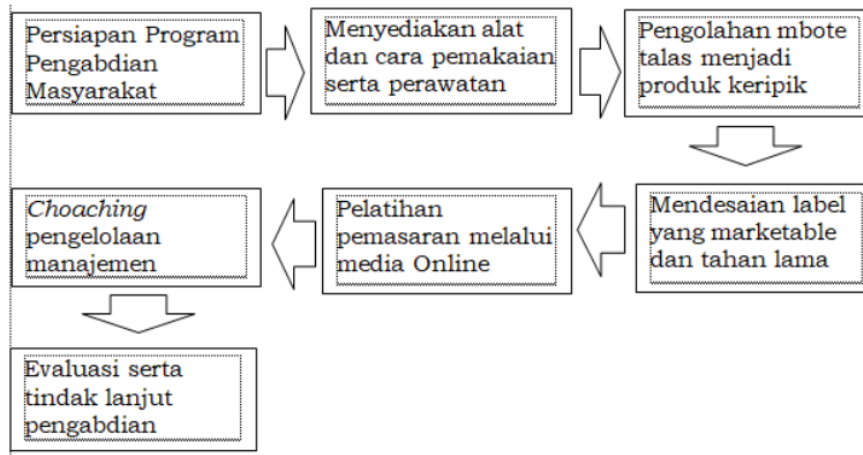 Persiapan Program
Pengabdian
Masyarakat
Menyediakan alat
dan cara pemakaian
serta perawatan
Pengolahan mbote
talas menjadi
produk keripik
Mendesaian label
yang marketable
dan tahan lama
Pelatihan
pemasaran melalui
media Online
Choaching
pengelolaan
manajemen
Evaluasi serta
tindak lanjut
pengabdian